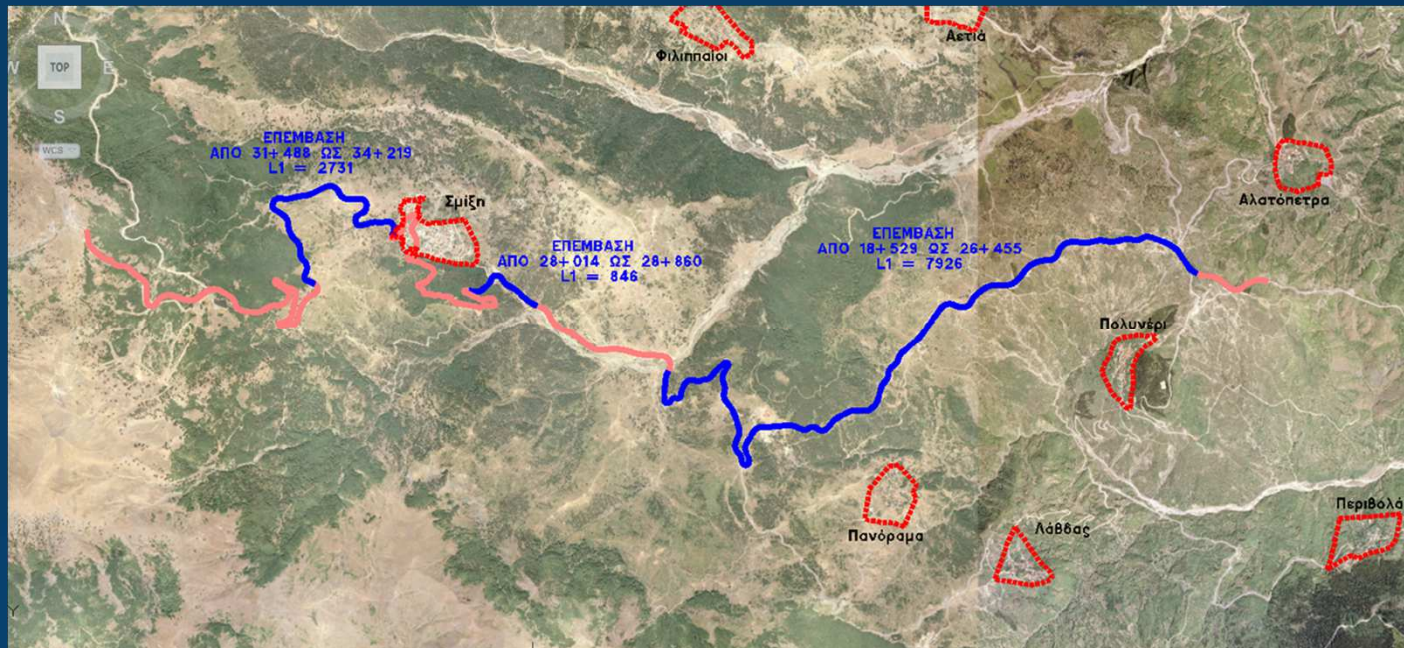 Φιλιππαίοι
Αετιά
N
W
TOP
E
S
WCS
ΕΠΕΜΒΑΣΗ
ΑΠΟ 31+488 ΩΣ 34+219
L1 = 2731
Σμίξη
ΕΠΕΜΒΑΣΗ
ΑΠΟ 28+014 ΩΣ 28+860
L1 = 846
ΕΠΕΜΒΑΣΗ
ΑΠΟ 18+529 ΩΣ 26+455
L1 = 7926
Αλατόπετρα
Πολυνέρι
Πανόραμα
Λάβδας
Περιβολά
Y